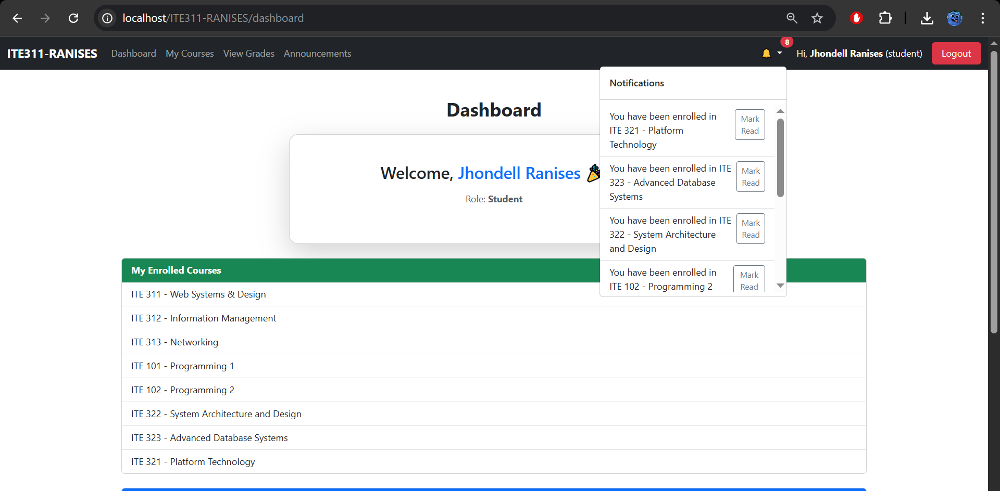 localhost/ITE311-RANISES/dashboard
ITE311-RANISES Dashboard My Courses View Grades Announcements 8 Hi, Jhondell Ranises (student) Logout
Notifications
You have been enrolled in
ITE 321 - Platform
Technology
Mark
Read
You have been enrolled in ITE
323 - Advanced Database
Systems
Mark
Read
You have been enrolled in ITE
322 - System Architecture
and Design
Mark
Read
You have been enrolled in
ITE 102 - Programming 2
Mark
Read
Dashboard
Welcome, Jhondell Ranises
Role: Student
My Enrolled Courses
ITE 311 - Web Systems & Design
ITE 312 - Information Management
ITE 313 - Networking
ITE 101 - Programming 1
ITE 102 - Programming 2
ITE 322 - System Architecture and Design
ITE 323 - Advanced Database Systems
ITE 321 - Platform Technology